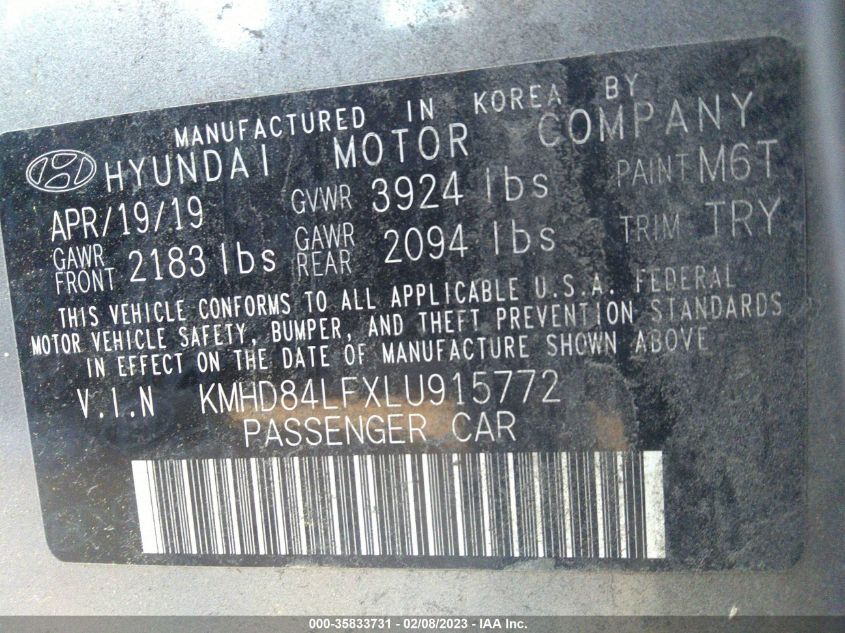 MANUFACTURED IN KOREA BY
HYUNDAI MOTOR COMPANY
APR/19/19 GVWR 3924 lbs PAINT M6T
GAWR FRONT 2183 lbs GAWR REAR 2094 lbs TRIM TRY
THIS VEHICLE CONFORMS TO ALL APPLICABLE U.S.A. FEDERAL
MOTOR VEHICLE SAFETY, BUMPER, AND THEFT PREVENTION STANDARDS
IN EFFECT ON THE DATE OF MANUFACTURE SHOWN ABOVE
V.I.N KMHD84LFXLU915772
PASSENGER CAR
000-35833731 - 02/08/2023 - IAA Inc.